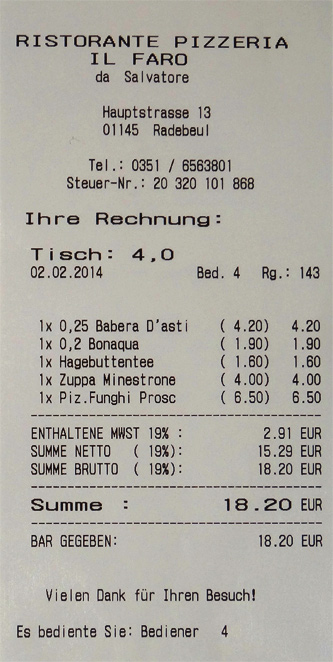 RISTORANTE PIZZERIA
IL FARO
da Salvatore
Hauptstrasse 13
01145 Radebeul
Tel.: 0351 / 6563801
Steuer-Nr.: 20 320 101 868
Ihre Rechnung:
Tisch: 4,0
02.02.2014 Bed. 4 Rg.: 143
1x 0,25 Babera D'asti ( 4.20) 4.20
1x 0,2 Bonaqua ( 1.90) 1.90
1x Hagebuttentee ( 1.60) 1.60
1x Zuppa Minestrone ( 4.00) 4.00
1x Piz.Funghi Prosc ( 6.50) 6.50
ENTHALTENE MWST 19% : 2.91 EUR
SUMME NETTO ( 19%): 15.29 EUR
SUMME BRUTTO ( 19%): 18.20 EUR
Summe : 18.20 EUR
BAR GEGEBEN: 18.20 EUR
Vielen Dank für Ihren Besuch!
Es bediente Sie: Bediener 4